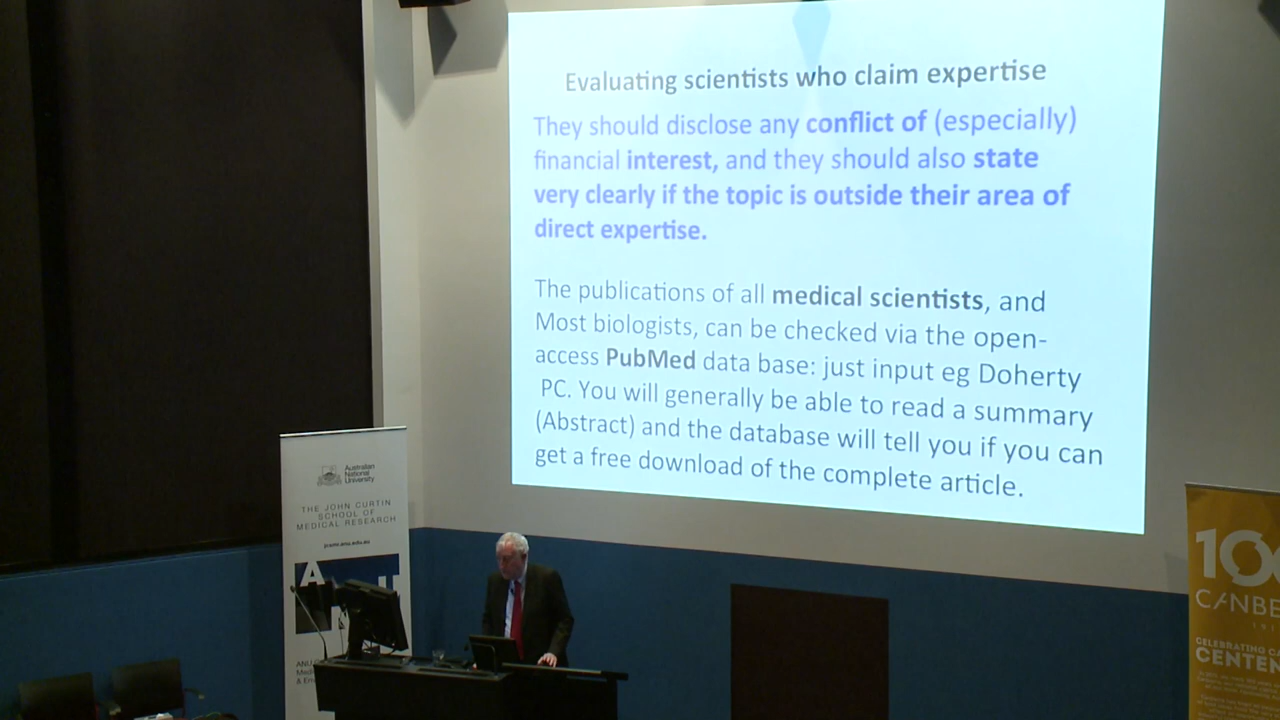 Evaluating scientists who claim expertise
They should disclose any conflict of (especially)
financial interest, and they should also state
very clearly if the topic is outside their area of
direct expertise.
The publications of all medical scientists, and
Most biologists, can be checked via the open-
access PubMed data base: just input eg Doherty
PC. You will generally be able to read a summary
(Abstract) and the database will tell you if you can
get a free download of the complete article.
Australian
National
University
THE JOHN CURTIN
SCHOOL OF
MEDICAL RESEARCH
jcsmr.anu.edu.au
A
U
ANU
& E
100
CANBE
191
CELEBRATING CA
CENTEN